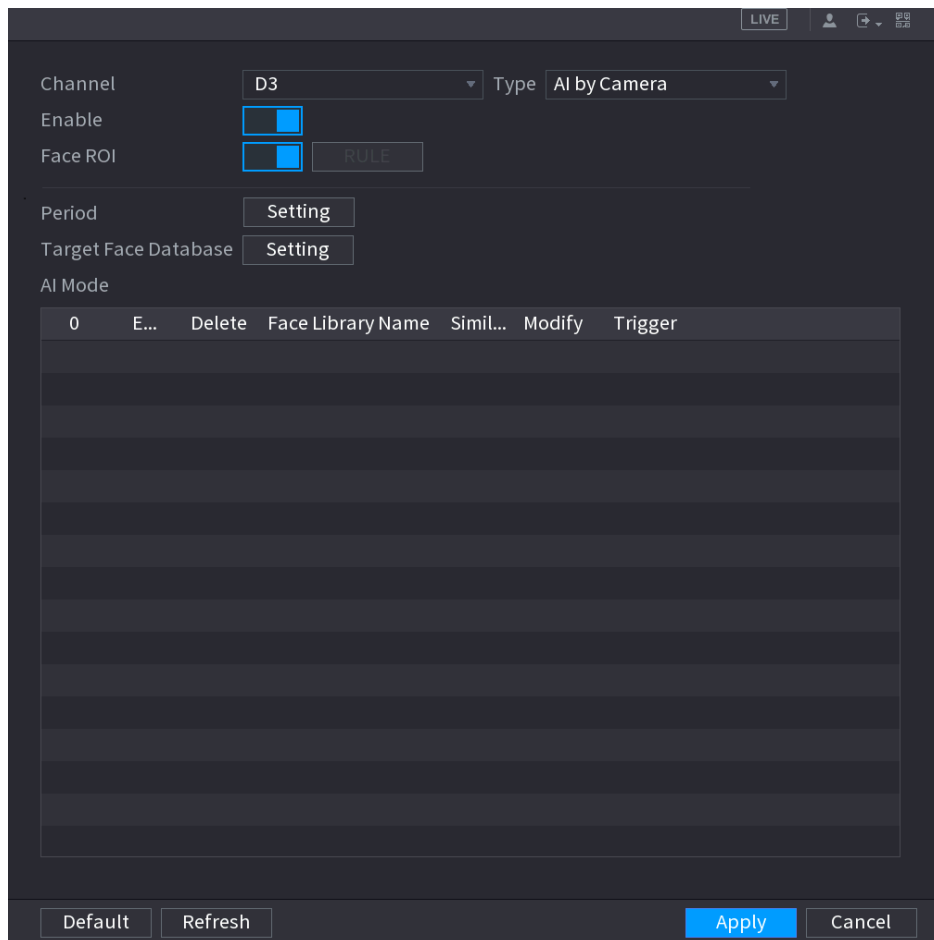 LIVE
Channel D3 Type AI by Camera
Enable
Face ROI RULE
Period Setting
Target Face Database Setting
AI Mode
0 E... Delete Face Library Name Simil... Modify Trigger
Default Refresh Apply Cancel